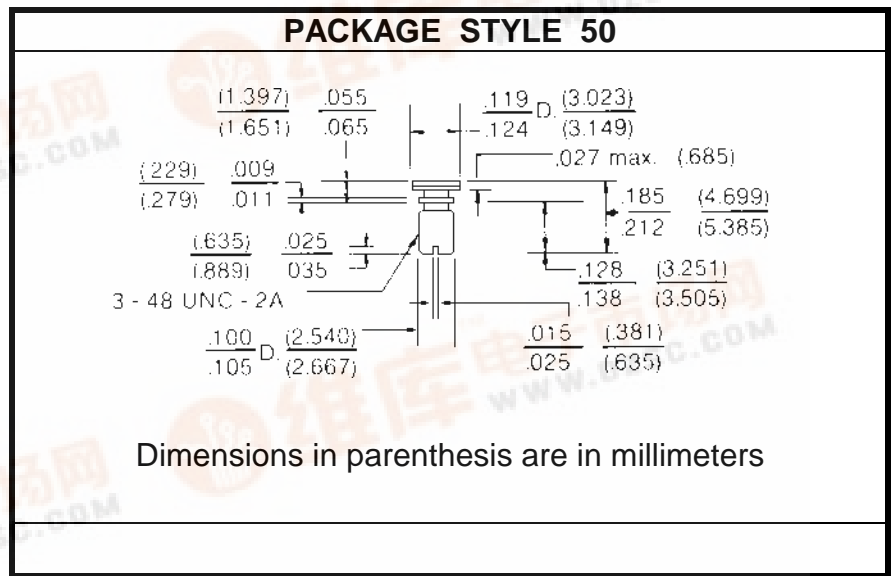 PACKAGE STYLE 50
(1.397) .055 .119 D. (3.023)
(1.651) .065 .124 (3.149)
.027 max. (.685)
(.229) .009
(.279) .011
.185 (4.699)
.212 (5.385)
(.635) .025
(.889) 035
.128 (3.251)
.138 (3.505)
3 - 48 UNC - 2A
.100 D. (2.540)
.105 (2.667)
.015 (.381)
.025 (.635)
Dimensions in parenthesis are in millimeters